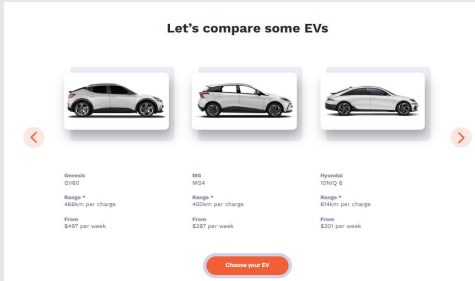 Let's compare some EVs
Genesis
GV60
Range *
466km per charge
From
$497 per week
MG
MG4
Range *
450km per charge
From
$287 per week
Hyundai
IONIQ 6
Range *
614km per charge
From
$301 per week
Choose your EV